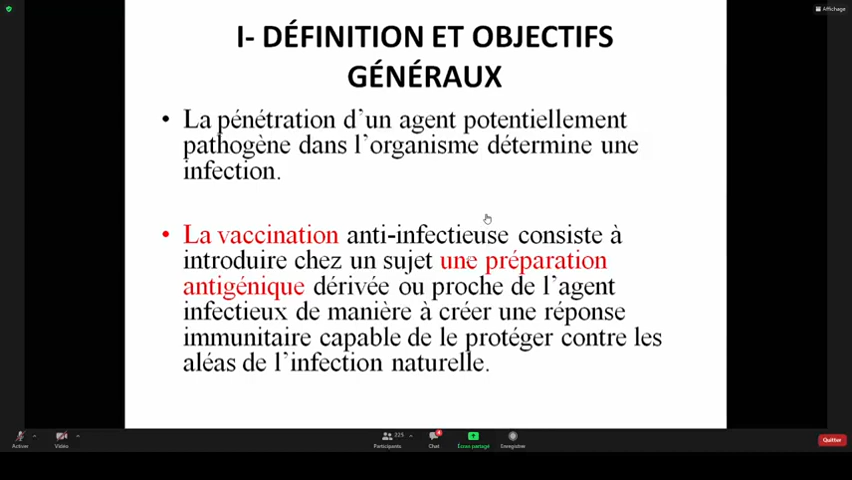 Affichage
I- DÉFINITION ET OBJECTIFS
GÉNÉRAUX
• La pénétration d’un agent potentiellement
pathogène dans l’organisme détermine une
infection.
• La vaccination anti-infectieuse consiste à
introduire chez un sujet une préparation
antigénique dérivée ou proche de l’agent
infectieux de manière à créer une réponse
immunitaire capable de le protéger contre les
aléas de l’infection naturelle.
225
Activer Vidéo Participants Chat Écran partagé Enregistrer Quitter